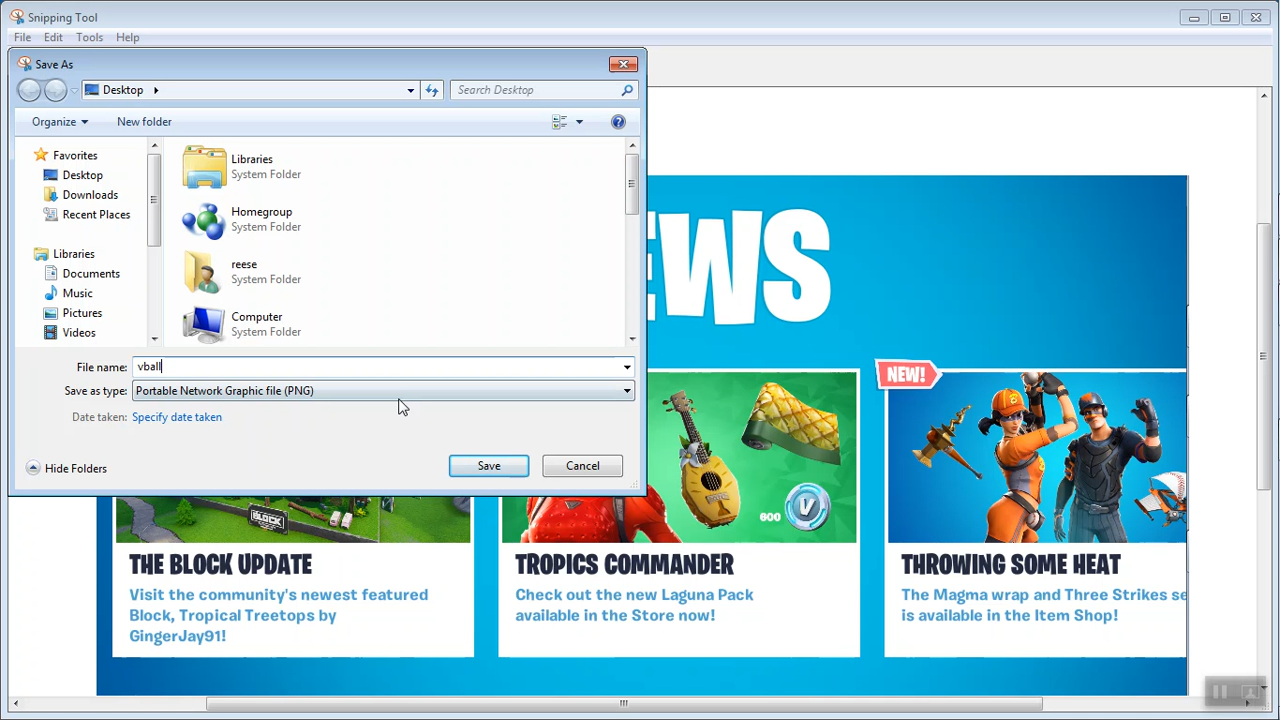 Snipping Tool
File Edit Tools Help
Save As
Desktop
Search Desktop
Organize New folder
Favorites
Desktop
Downloads
Recent Places
Libraries
Documents
Music
Pictures
Videos
Libraries
System Folder
Homegroup
System Folder
reese
System Folder
Computer
System Folder
File name: vball
Save as type: Portable Network Graphic file (PNG)
Date taken: Specify date taken
Hide Folders Save Cancel
EWS
NEW!
BLOCK
600 V
THE BLOCK UPDATE
Visit the community's newest featured
Block, Tropical Treetops by
GingerJay91!
TROPICS COMMANDER
Check out the new Laguna Pack
available in the Store now!
THROWING SOME HEAT
The Magma wrap and Three Strikes se
is available in the Item Shop!